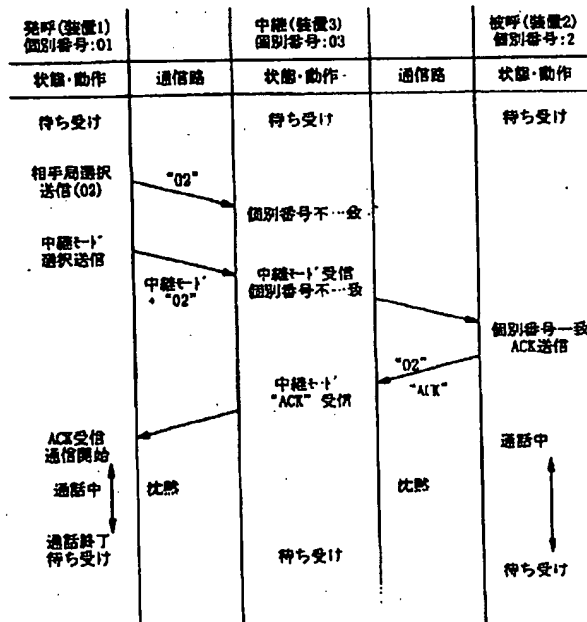 発呼(装置1)
個別番号:01
中継(装置3)
個別番号:03
被呼(装置2)
個別番号:2
状態・動作
通信路
状態・動作
通信路
状態・動作
待ち受け
待ち受け
待ち受け
相手局選択
送信(02)
"02"
個別番号不一致
中継モード
選択送信
中継モード
+ "02"
中継モード受信
個別番号不一致
個別番号一致
ACK送信
"02"
"ACK"
中継モード
"ACK" 受信
ACK受信
通信開始
通話中
通話中
沈黙
沈黙
通話終了
待ち受け
待ち受け
待ち受け